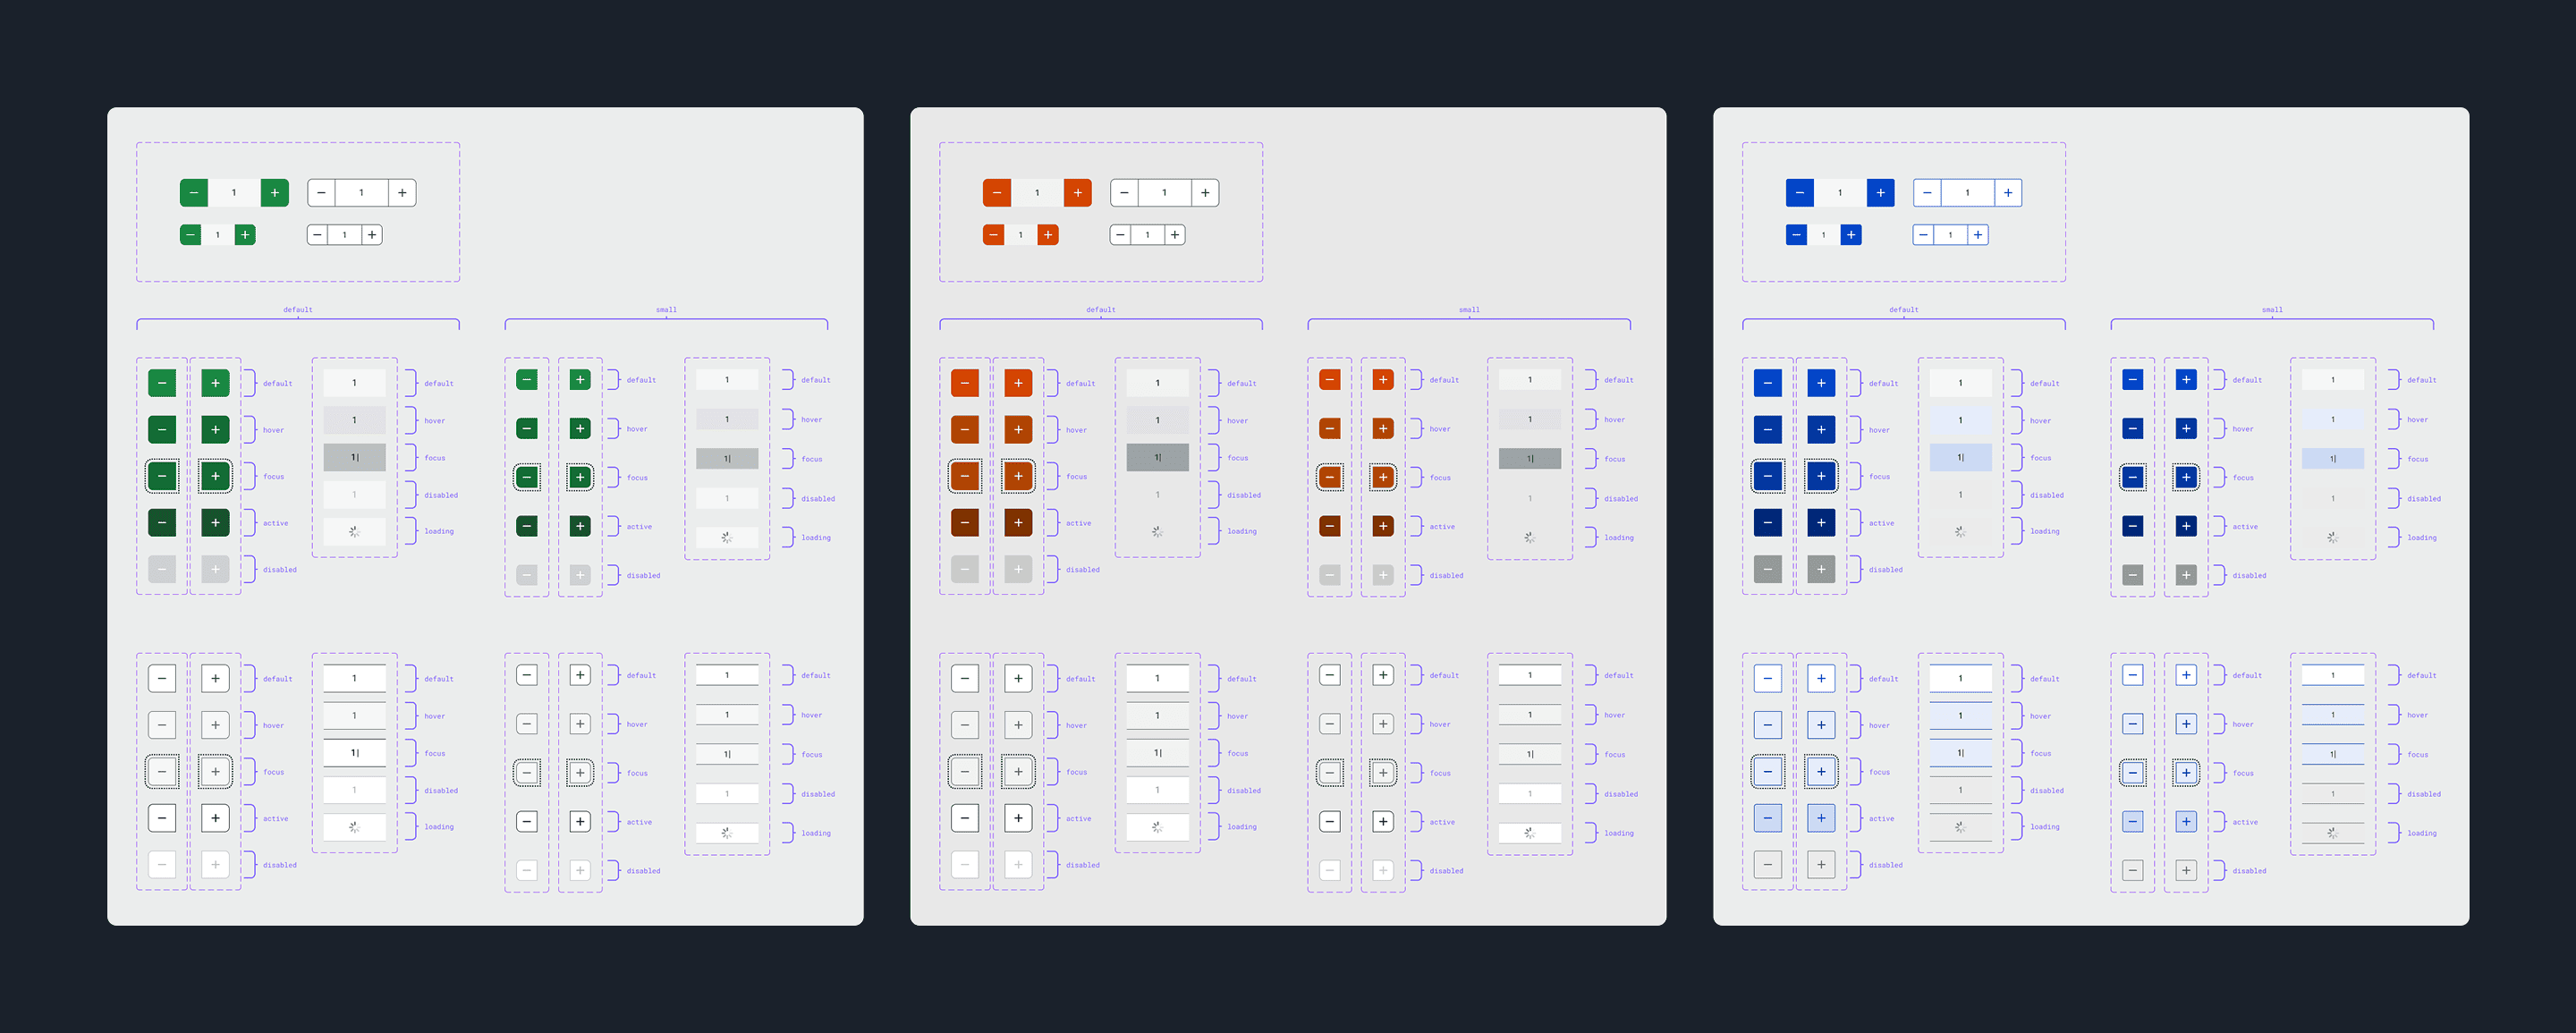 − 1 + − 1 +
− 1 + − 1 +
default small
− + default 1 default − + default 1 default
− + hover 1 hover − + hover 1 hover
− + focus 1| focus − + focus 1| focus
− + active 1 disabled − + active 1 disabled
− + disabled loading − + disabled loading
− + default 1 default − + default 1 default
− + hover 1 hover − + hover 1 hover
− + focus 1| focus − + focus 1| focus
− + active 1 disabled − + active 1 disabled
− + disabled loading − + disabled loading
− 1 + − 1 +
− 1 + − 1 +
default small
− + default 1 default − + default 1 default
− + hover 1 hover − + hover 1 hover
− + focus 1| focus − + focus 1| focus
− + active 1 disabled − + active 1 disabled
− + disabled loading − + disabled loading
− + default 1 default − + default 1 default
− + hover 1 hover − + hover 1 hover
− + focus 1| focus − + focus 1| focus
− + active 1 disabled − + active 1 disabled
− + disabled loading − + disabled loading
− 1 + − 1 +
− 1 + − 1 +
default small
− + default 1 default − + default 1 default
− + hover 1 hover − + hover 1 hover
− + focus 1| focus − + focus 1| focus
− + active 1 disabled − + active 1 disabled
− + disabled loading − + disabled loading
− + default 1 default − + default 1 default
− + hover 1 hover − + hover 1 hover
− + focus 1| focus − + focus 1| focus
− + active 1 disabled − + active 1 disabled
− + disabled loading − + disabled loading